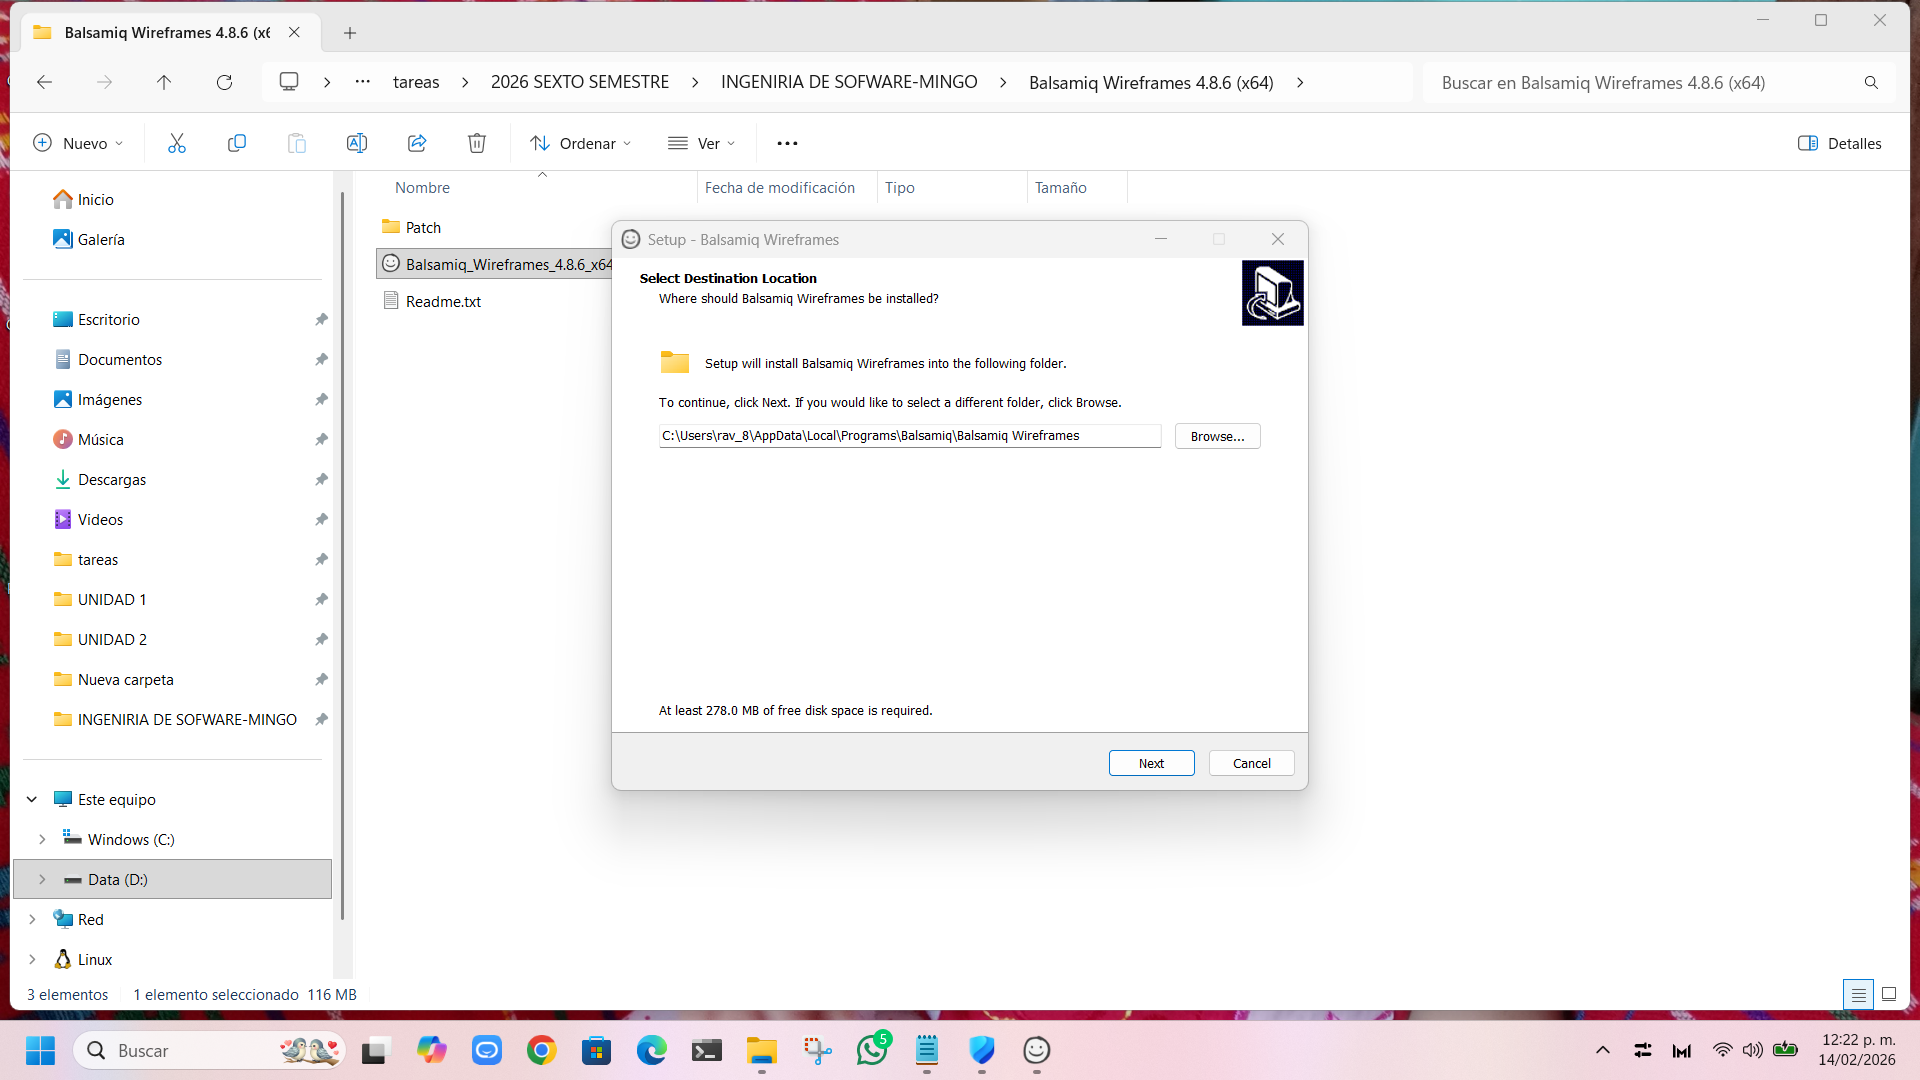 Balsamiq Wireframes 4.8.6 (x6
tareas
2026 SEXTO SEMESTRE
INGENIRIA DE SOFWARE-MINGO
Balsamiq Wireframes 4.8.6 (x64)
Buscar en Balsamiq Wireframes 4.8.6 (x64)
Nuevo
Ordenar
Ver
Detalles
Nombre
Fecha de modificación
Tipo
Tamaño
Inicio
Galería
Escritorio
Documentos
Imágenes
Música
Descargas
Videos
tareas
UNIDAD 1
UNIDAD 2
Nueva carpeta
INGENIRIA DE SOFWARE-MINGO
Este equipo
Windows (C:)
Data (D:)
Red
Linux
Patch
Balsamiq_Wireframes_4.8.6_x64
Readme.txt
Setup - Balsamiq Wireframes
Select Destination Location
Where should Balsamiq Wireframes be installed?
Setup will install Balsamiq Wireframes into the following folder.
To continue, click Next. If you would like to select a different folder, click Browse.
C:\Users\rav_8\AppData\Local\Programs\Balsamiq\Balsamiq Wireframes
Browse...
At least 278.0 MB of free disk space is required.
Next
Cancel
3 elementos
1 elemento seleccionado 116 MB
Buscar
5
12:22 p. m.
14/02/2026